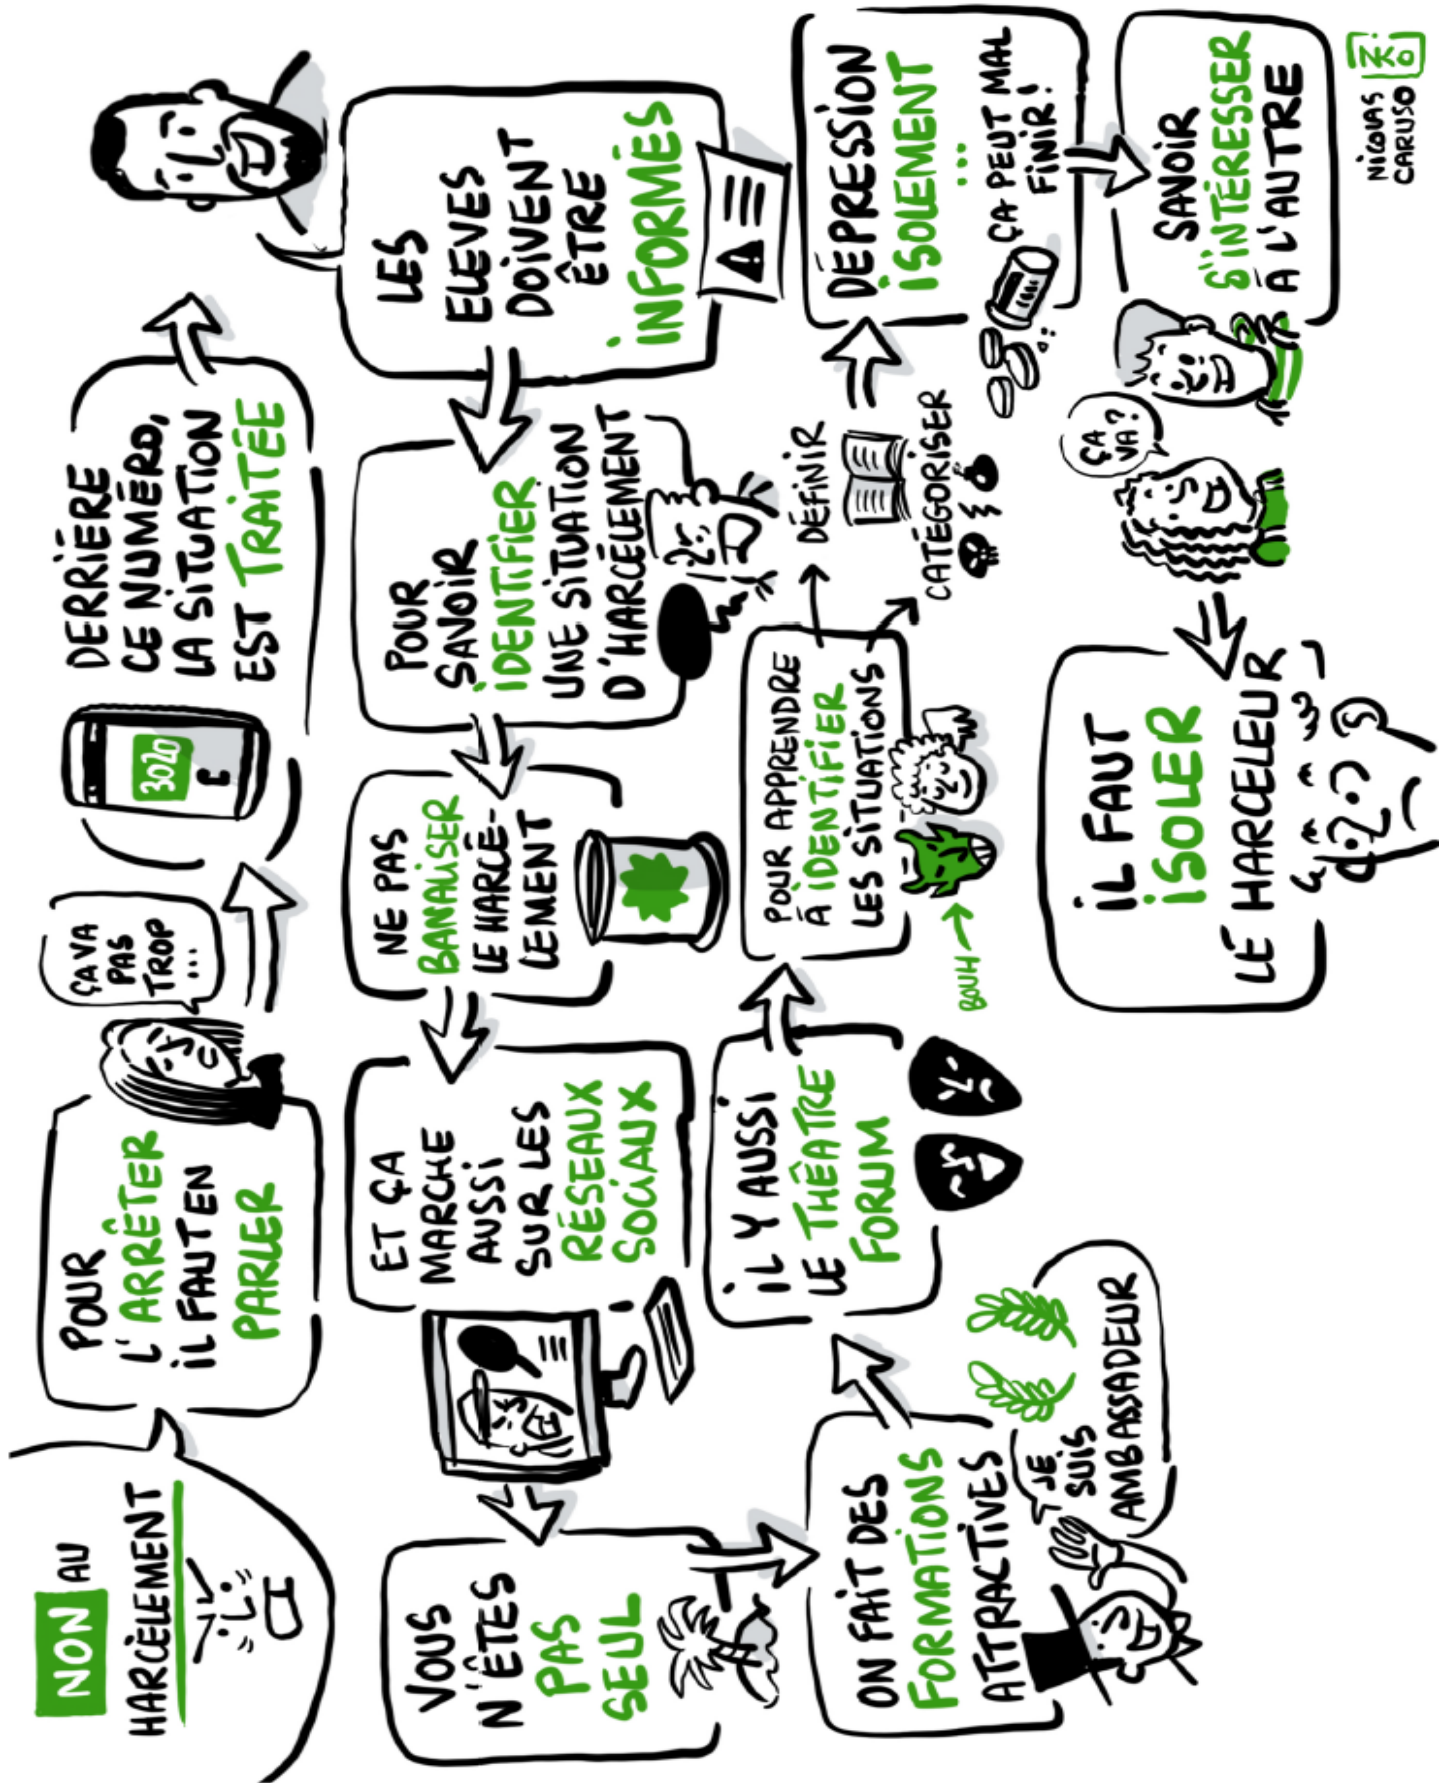 NON AU
HARCÈLEMENT
POUR
L'ARRÊTER
IL FAUT EN
PARLER
ÇA VA
PAS
TROP
...
3020
DERRIÈRE
CE NUMÉRO,
LA SITUATION
EST TRAITÉE
LES
ELEVES
DOIVENT
ÊTRE
INFORMÉS
POUR
SAVOIR
IDENTIFIER
UNE SITUATION
D'HARCÈLEMENT
NE PAS
BANALISER
LE HARCÈ-
LEMENT
ET ÇA
MARCHE
AUSSI
SUR LES
RÉSEAUX
SOCIAUX
VOUS
N'ÊTES
PAS
SEUL
ON FAIT DES
FORMATIONS
ATTRACTIVES
JE
SUIS
AMBASSADEUR
IL Y AUSSI
LE THÉATRE
FORUM
POUR APPRENDRE
À IDENTIFIER
LES SITUATIONS
BOUH
DÉFINIR
CATÉGORISER
DÉPRESSION
ISOLEMENT
...
ÇA PEUT MAL
FINIR!
SAVOIR
S'INTÉRESSER
À L'AUTRE
ÇA
VA?
IL FAUT
ISOLER
LE HARCELEUR
NICOLAS
CARUSO